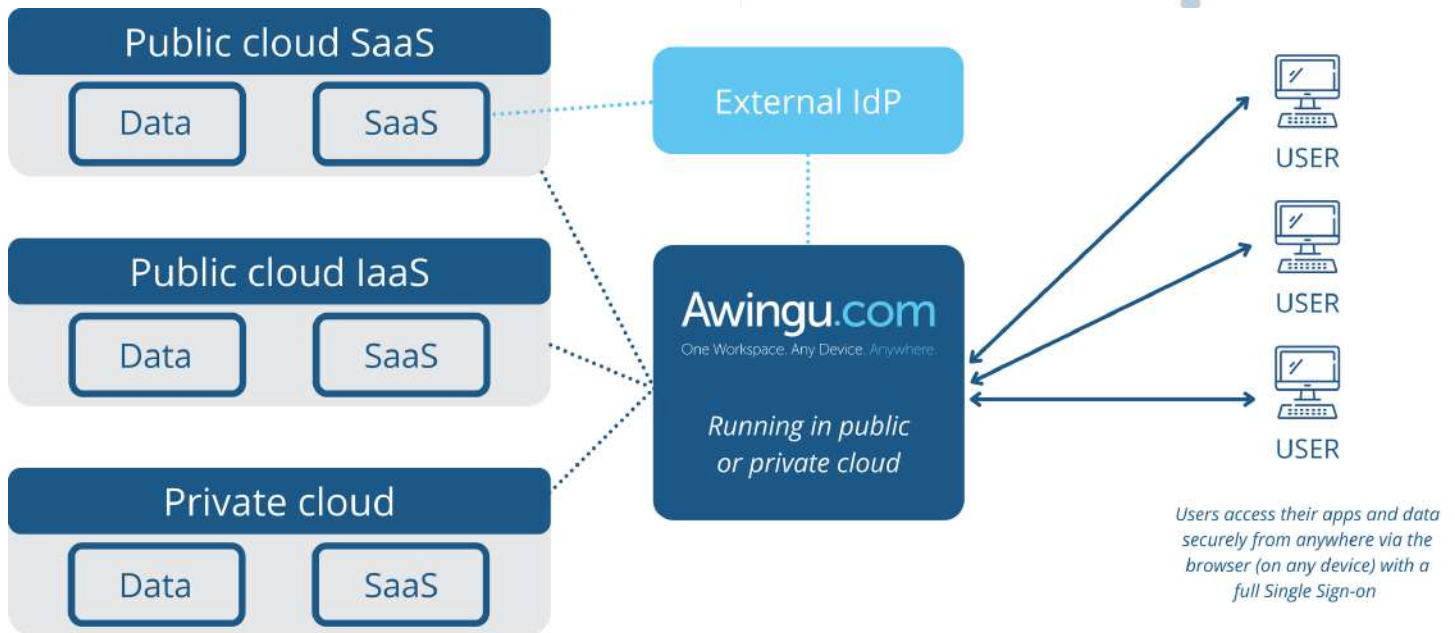 Public cloud SaaS
Data
SaaS
External IdP
USER
Public cloud IaaS
Data
SaaS
Awingu.com
One Workspace. Any Device. Anywhere.
Running in public
or private cloud
USER
USER
Private cloud
Data
SaaS
Users access their apps and data
securely from anywhere via the
browser (on any device) with a
full Single Sign-on